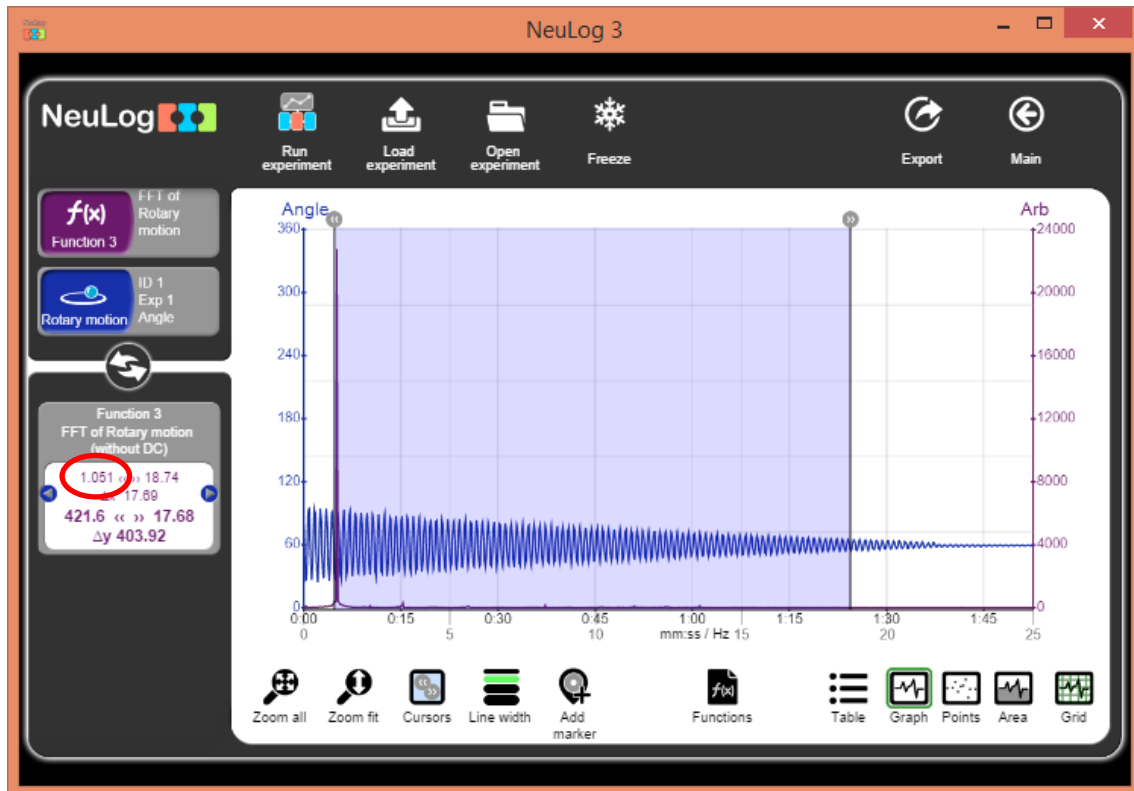 NeuLog 3
NeuLog
Run
experiment
Load
experiment
Open
experiment
Freeze
Export
Main
f(x)
Function 3
FFT of
Rotary
motion
Rotary motion
ID 1
Exp 1
Angle
Function 3
FFT of Rotary motion
(without DC)
1.051 «» 18.74
Δx 17.69
421.6 « » 17.68
Δy 403.92
Angle
Arb
360
300
240
180
120
60
0
24000
20000
16000
12000
8000
4000
0
0:00 0:15 0:30 0:45 1:00 1:15 1:30 1:45
0 5 10 mm:ss / Hz 15 20 25
Zoom all
Zoom fit
Cursors
Line width
Add
marker
f(x)
Functions
Table
Graph
Points
Area
Grid